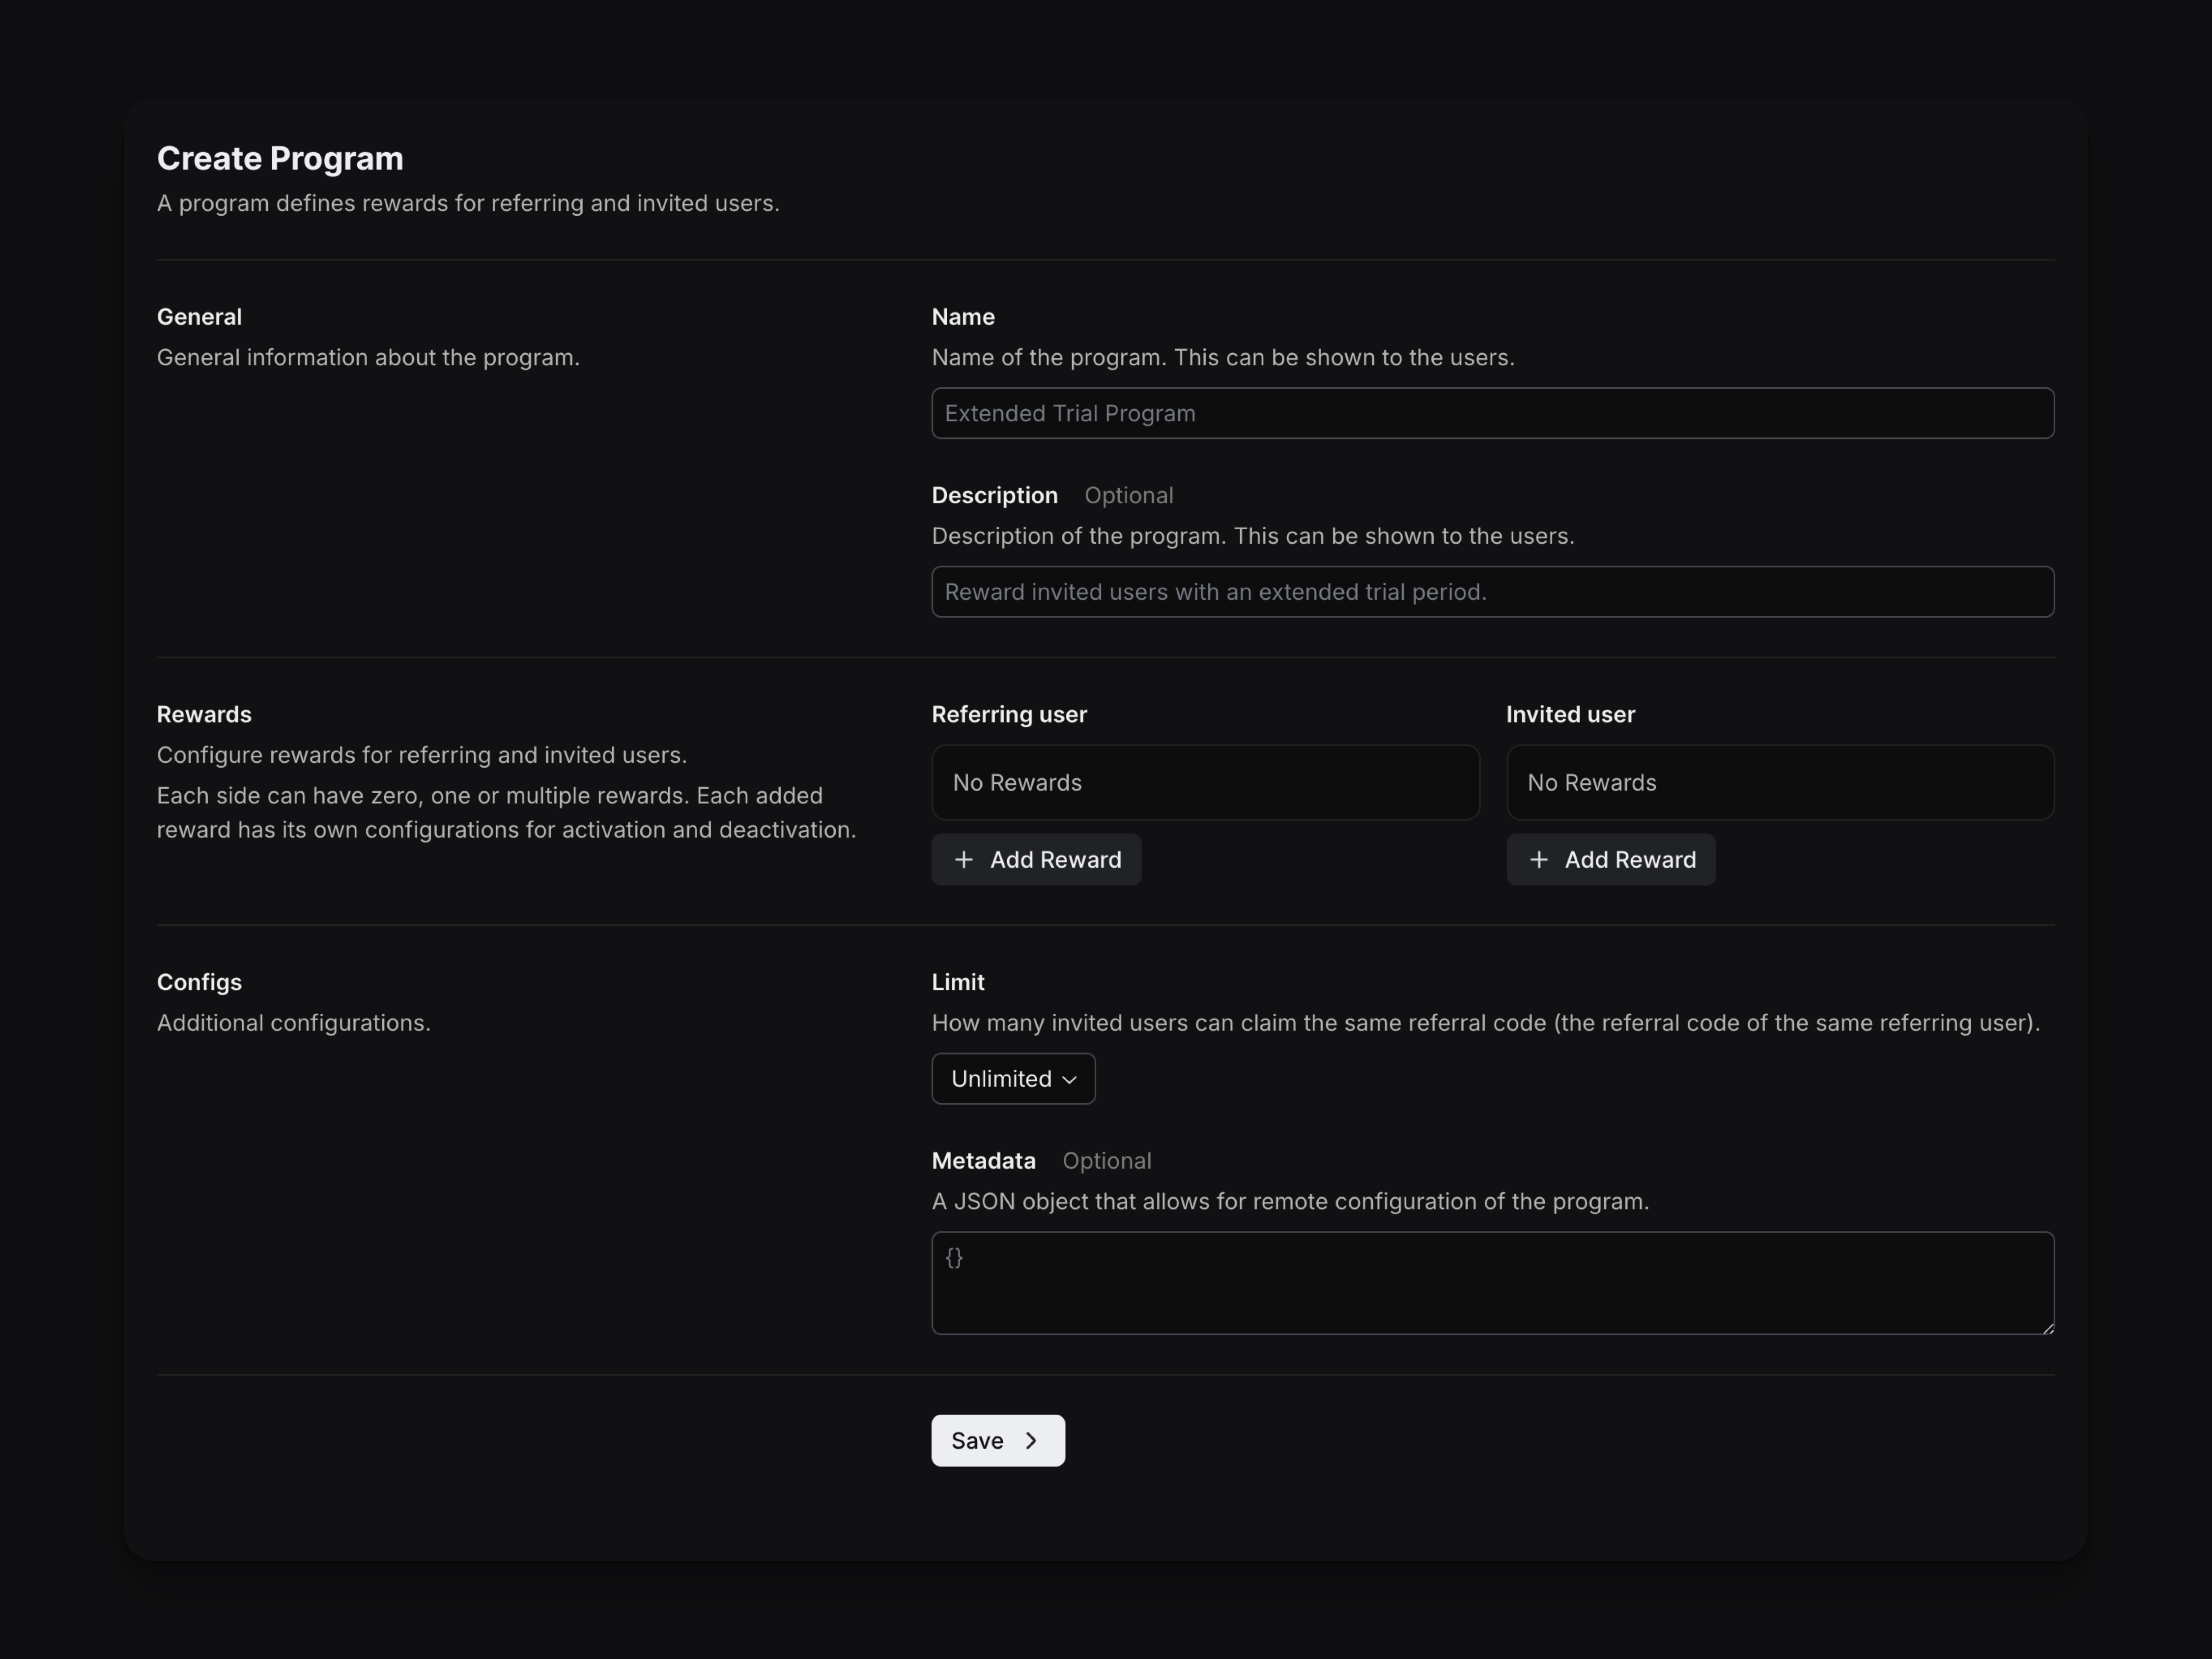 Create Program
A program defines rewards for referring and invited users.
General
General information about the program.
Name
Name of the program. This can be shown to the users.
Extended Trial Program
Description Optional
Description of the program. This can be shown to the users.
Reward invited users with an extended trial period.
Rewards
Configure rewards for referring and invited users.
Each side can have zero, one or multiple rewards. Each added
reward has its own configurations for activation and deactivation.
Referring user
No Rewards
+ Add Reward
Invited user
No Rewards
+ Add Reward
Configs
Additional configurations.
Limit
How many invited users can claim the same referral code (the referral code of the same referring user).
Unlimited
Metadata Optional
A JSON object that allows for remote configuration of the program.
{}
Save